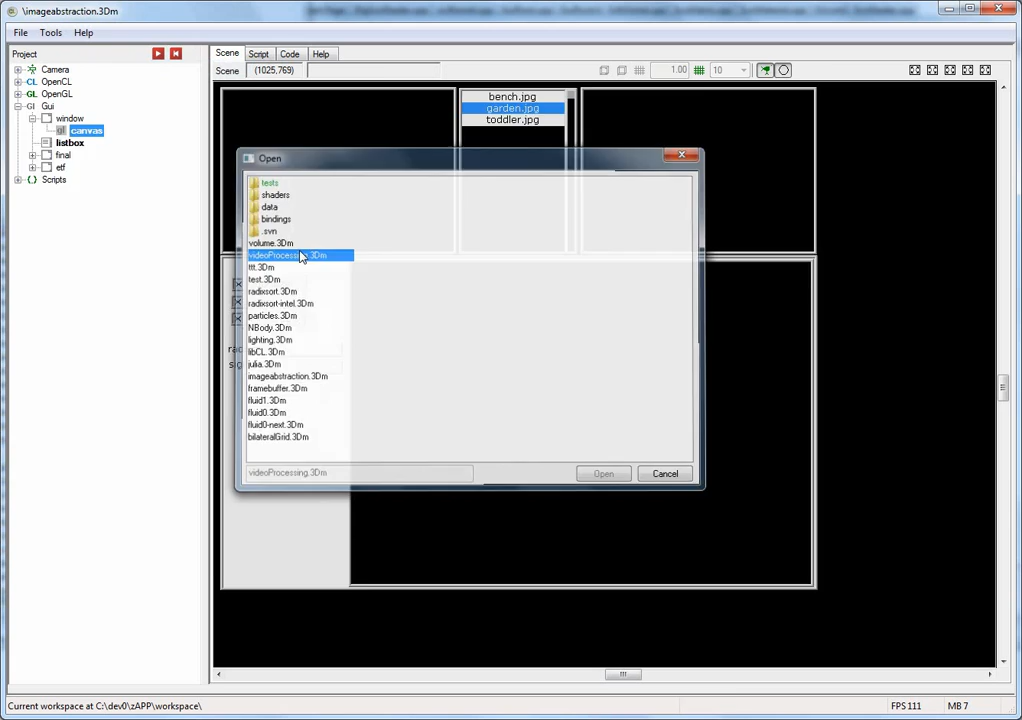 \imageabstraction.3Dm
File Tools Help
Project
Scene Script Code Help
Scene (1025,769) 1.00 10
Camera
CL OpenCL
GL OpenGL
GI Gui
window
gl canvas
listbox
final
etf
{} Scripts
bench.jpg
garden.jpg
toddler.jpg
Open
tests
shaders
data
bindings
.svn
volume.3Dm
videoProcessing.3Dm
ttt.3Dm
test.3Dm
radixsort.3Dm
radixsort-intel.3Dm
particles.3Dm
NBody.3Dm
lighting.3Dm
libCL.3Dm
julia.3Dm
imageabstraction.3Dm
framebuffer.3Dm
fluid1.3Dm
fluid0.3Dm
fluid0-next.3Dm
bilateralGrid.3Dm
videoProcessing.3Dm
Open Cancel
Current workspace at C:\dev0\zAPP\workspace\ FPS 111 MB 7